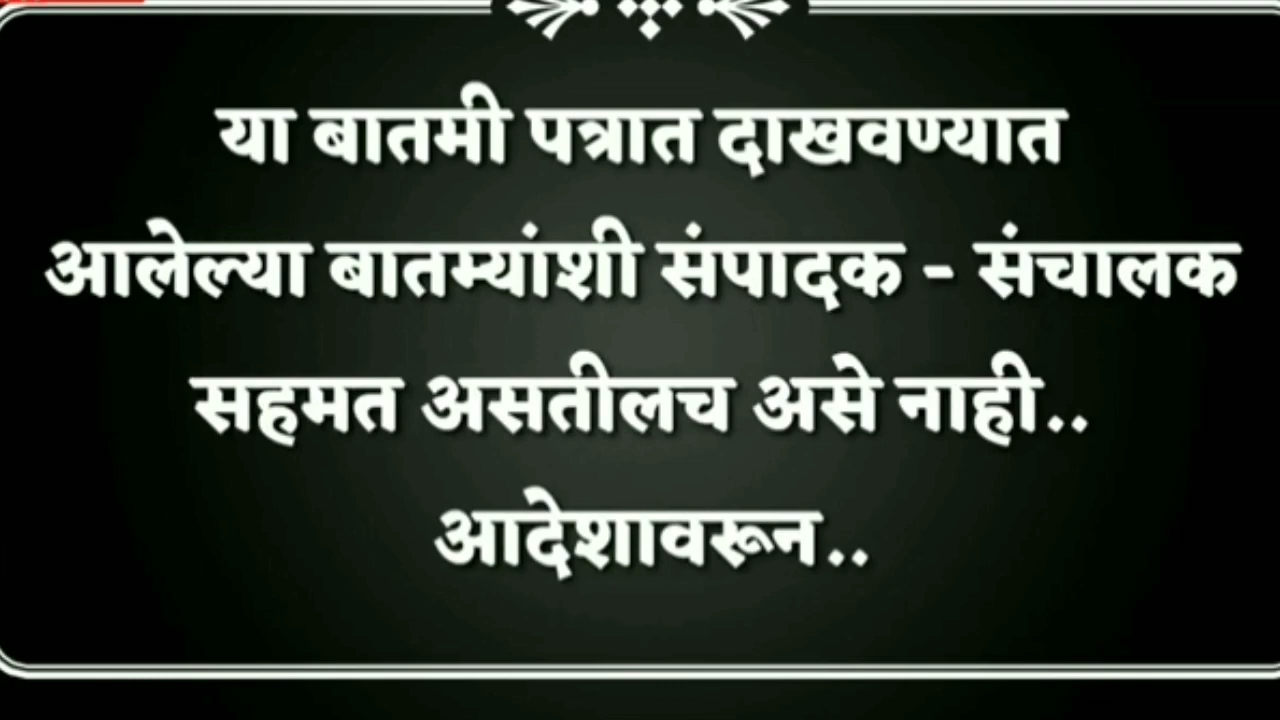 या बातमी पत्रात दाखवण्यात
आलेल्या बातम्यांशी संपादक - संचालक
सहमत असतीलच असे नाही..
आदेशावरून..